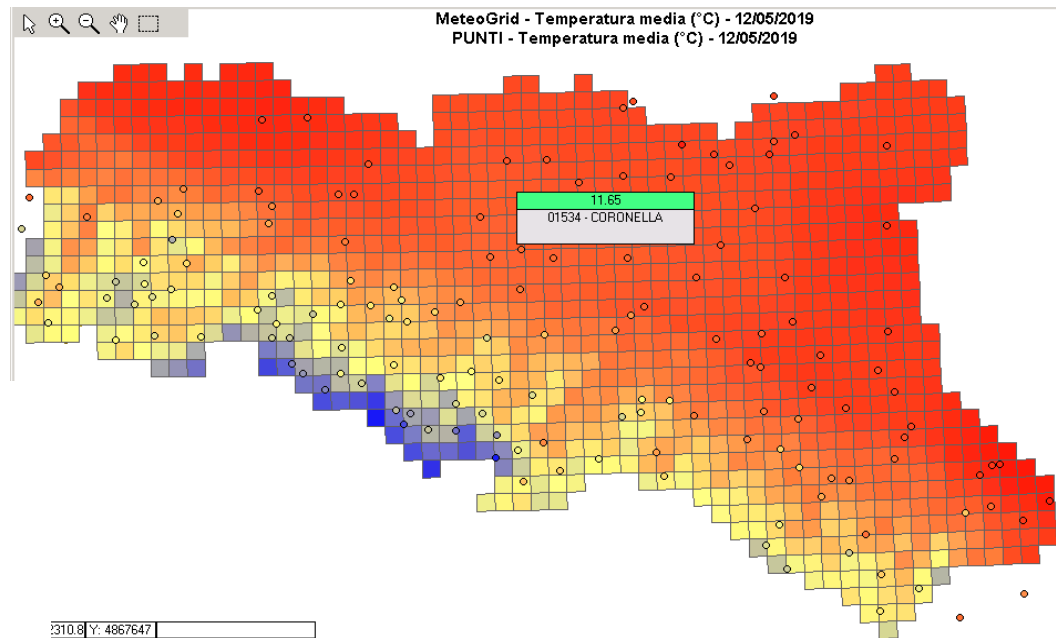 MeteoGrid - Temperatura media (°C) - 12/05/2019
PUNTI - Temperatura media (°C) - 12/05/2019
11.65
01534 - CORONELLA
2310.8 Y: 4867647